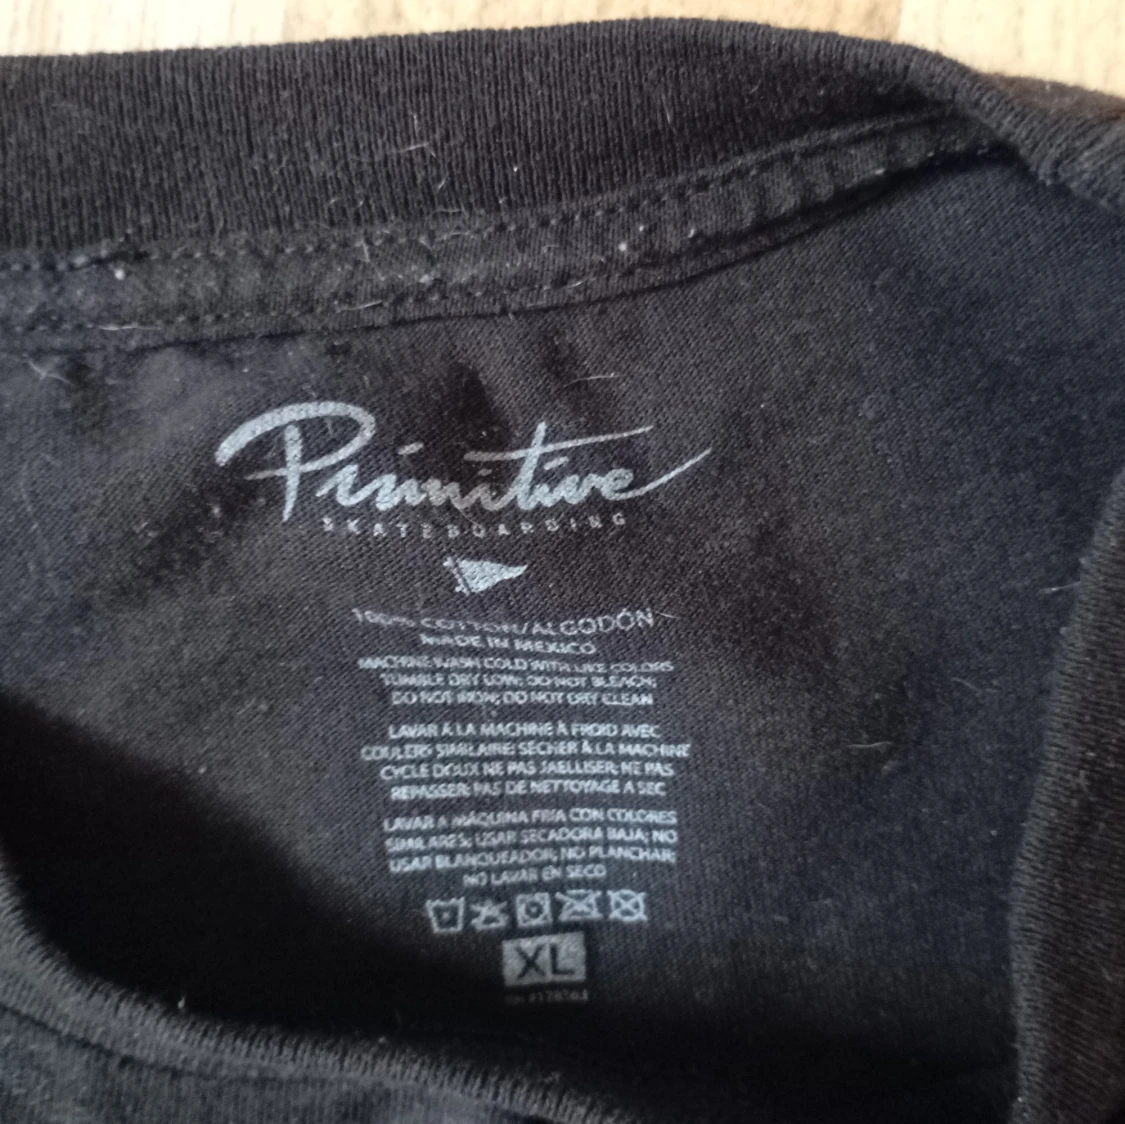 Primitive
SKATEBOARDING
100% COTTON/ALGODÓN
MADE IN MEXICO
MACHINE WASH COLD WITH LIKE COLORS
TUMBLE DRY LOW; DO NOT BLEACH;
DO NOT IRON; DO NOT DRY CLEAN
LAVAR À LA MACHINE À FROID AVEC
COULERS SIMILAIRE; SÉCHER À LA MACHINE
CYCLE DOUX NE PAS JAELLISER; NE PAS
REPASSER; PAS DE NETTOYAGE A SEC
LAVAR A MÁQUINA FRIA CON COLORES
SIMILARES; USAR SECADORA BAJA; NO
USAR BLANQUEADOR; NO PLANCHAR;
NO LAVAR EN SECO
XL